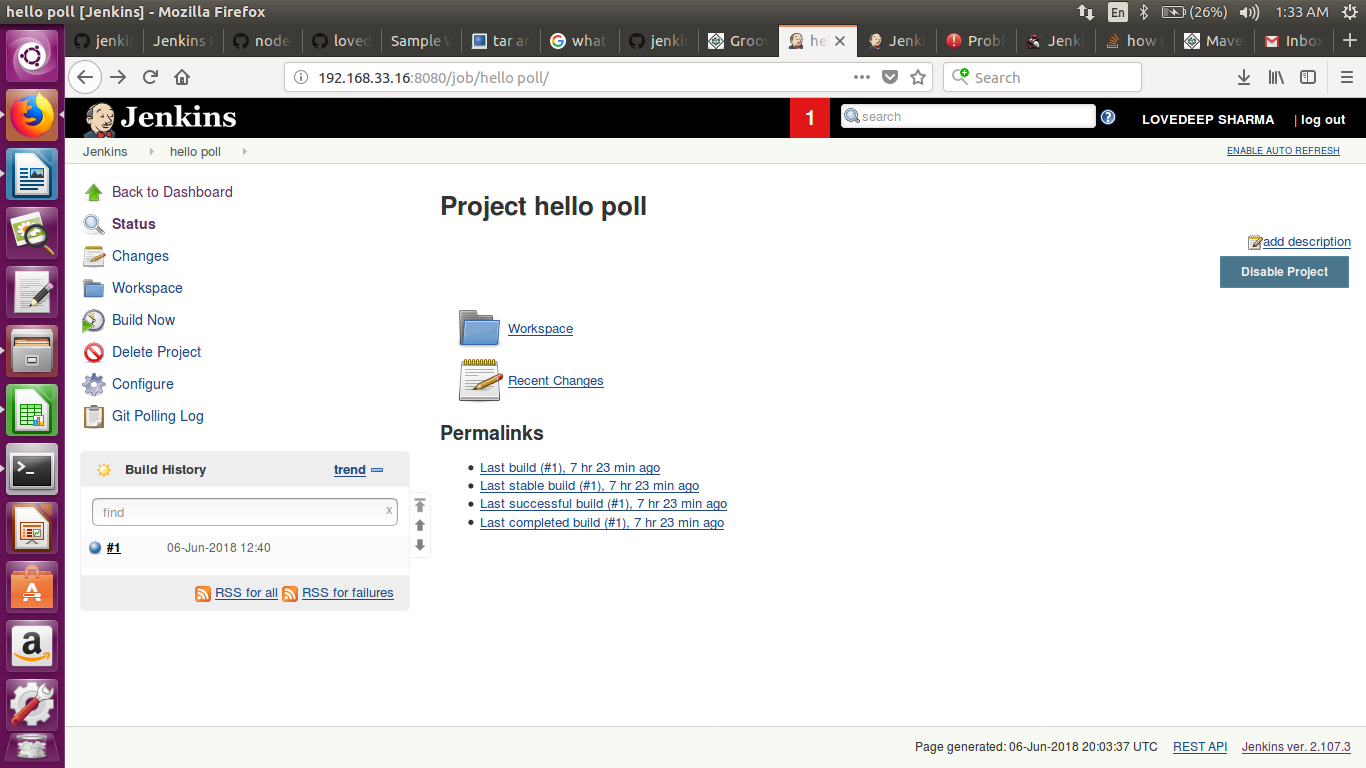 hello poll [Jenkins] - Mozilla Firefox
En (26%) 1:33 AM
jenki Jenkins node loved Sample tar ar what jenki Groov he Jenki Probl Jenki how t Mave Inbo
192.168.33.16:8080/job/hello poll/
Search
Jenkins
1
search
LOVEDEEP SHARMA
| log out
Jenkins
hello poll
ENABLE AUTO REFRESH
Back to Dashboard
Status
Changes
Workspace
Build Now
Delete Project
Configure
Git Polling Log
Build History
trend
find
x
#1
06-Jun-2018 12:40
RSS for all
RSS for failures
Project hello poll
add description
Disable Project
Workspace
Recent Changes
Permalinks
Last build (#1), 7 hr 23 min ago
Last stable build (#1), 7 hr 23 min ago
Last successful build (#1), 7 hr 23 min ago
Last completed build (#1), 7 hr 23 min ago
Page generated: 06-Jun-2018 20:03:37 UTC
REST API
Jenkins ver. 2.107.3